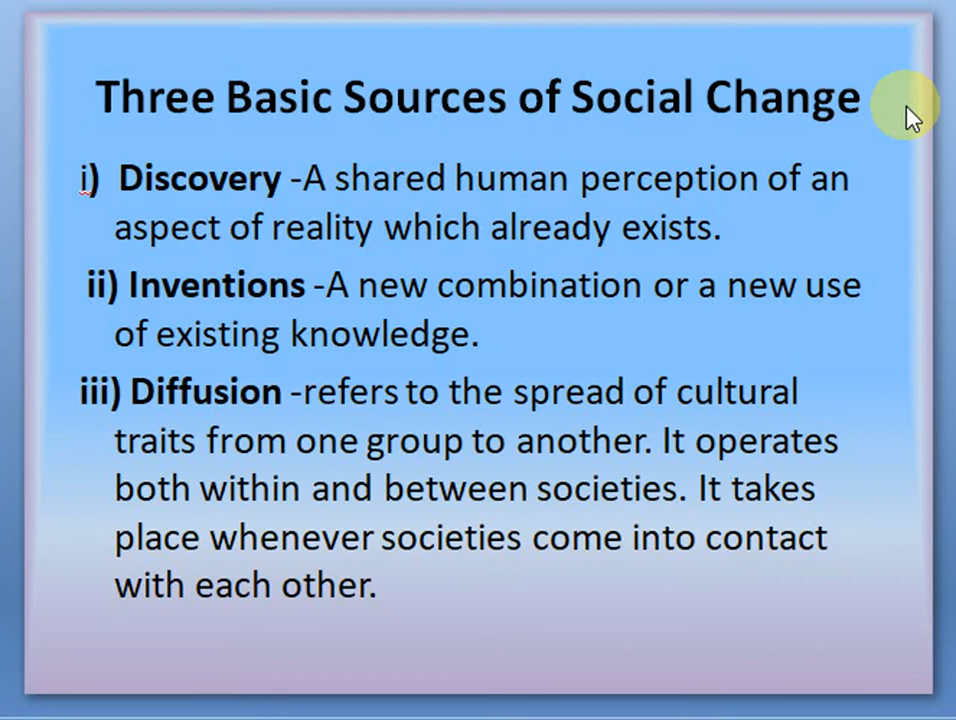 Three Basic Sources of Social Change
i) Discovery -A shared human perception of an
aspect of reality which already exists.
ii) Inventions -A new combination or a new use
of existing knowledge.
iii) Diffusion -refers to the spread of cultural
traits from one group to another. It operates
both within and between societies. It takes
place whenever societies come into contact
with each other.